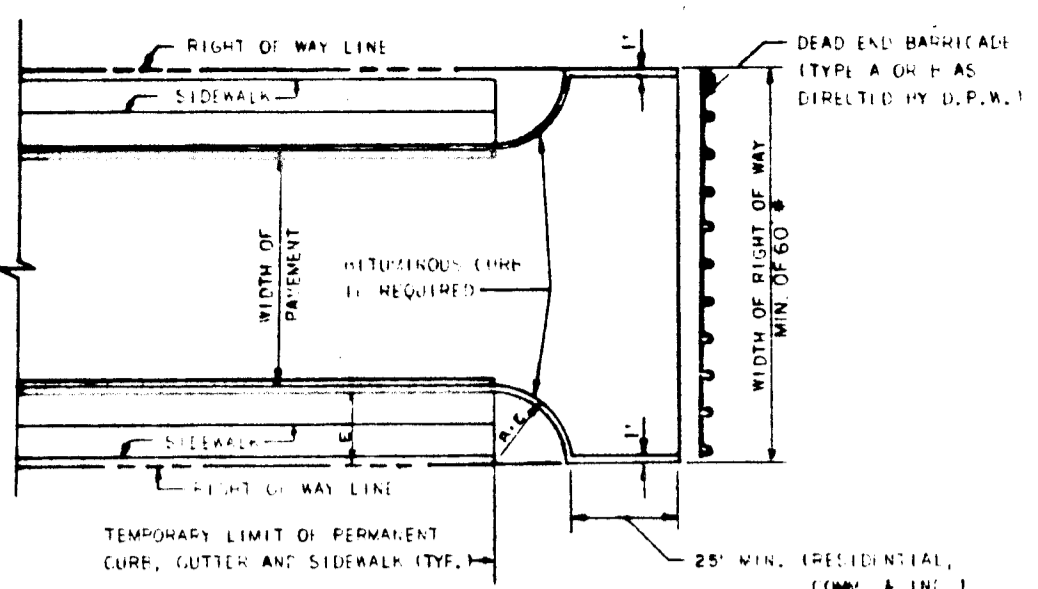 RIGHT OF WAY LINE
SIDEWALK
1'
DEAD END BARRICADE
(TYPE A OR B AS
DIRECTED BY D.P.W.)
WIDTH OF
PAVEMENT
BITUMINOUS CURB
IF REQUIRED
WIDTH OF RIGHT OF WAY
MIN. OF 60' *
SIDEWALK
E
1'
RIGHT OF WAY LINE
TEMPORARY LIMIT OF PERMANENT
CURB, GUTTER AND SIDEWALK (TYP.)
25' MIN. (RESIDENTIAL,
COMM. & IND.)